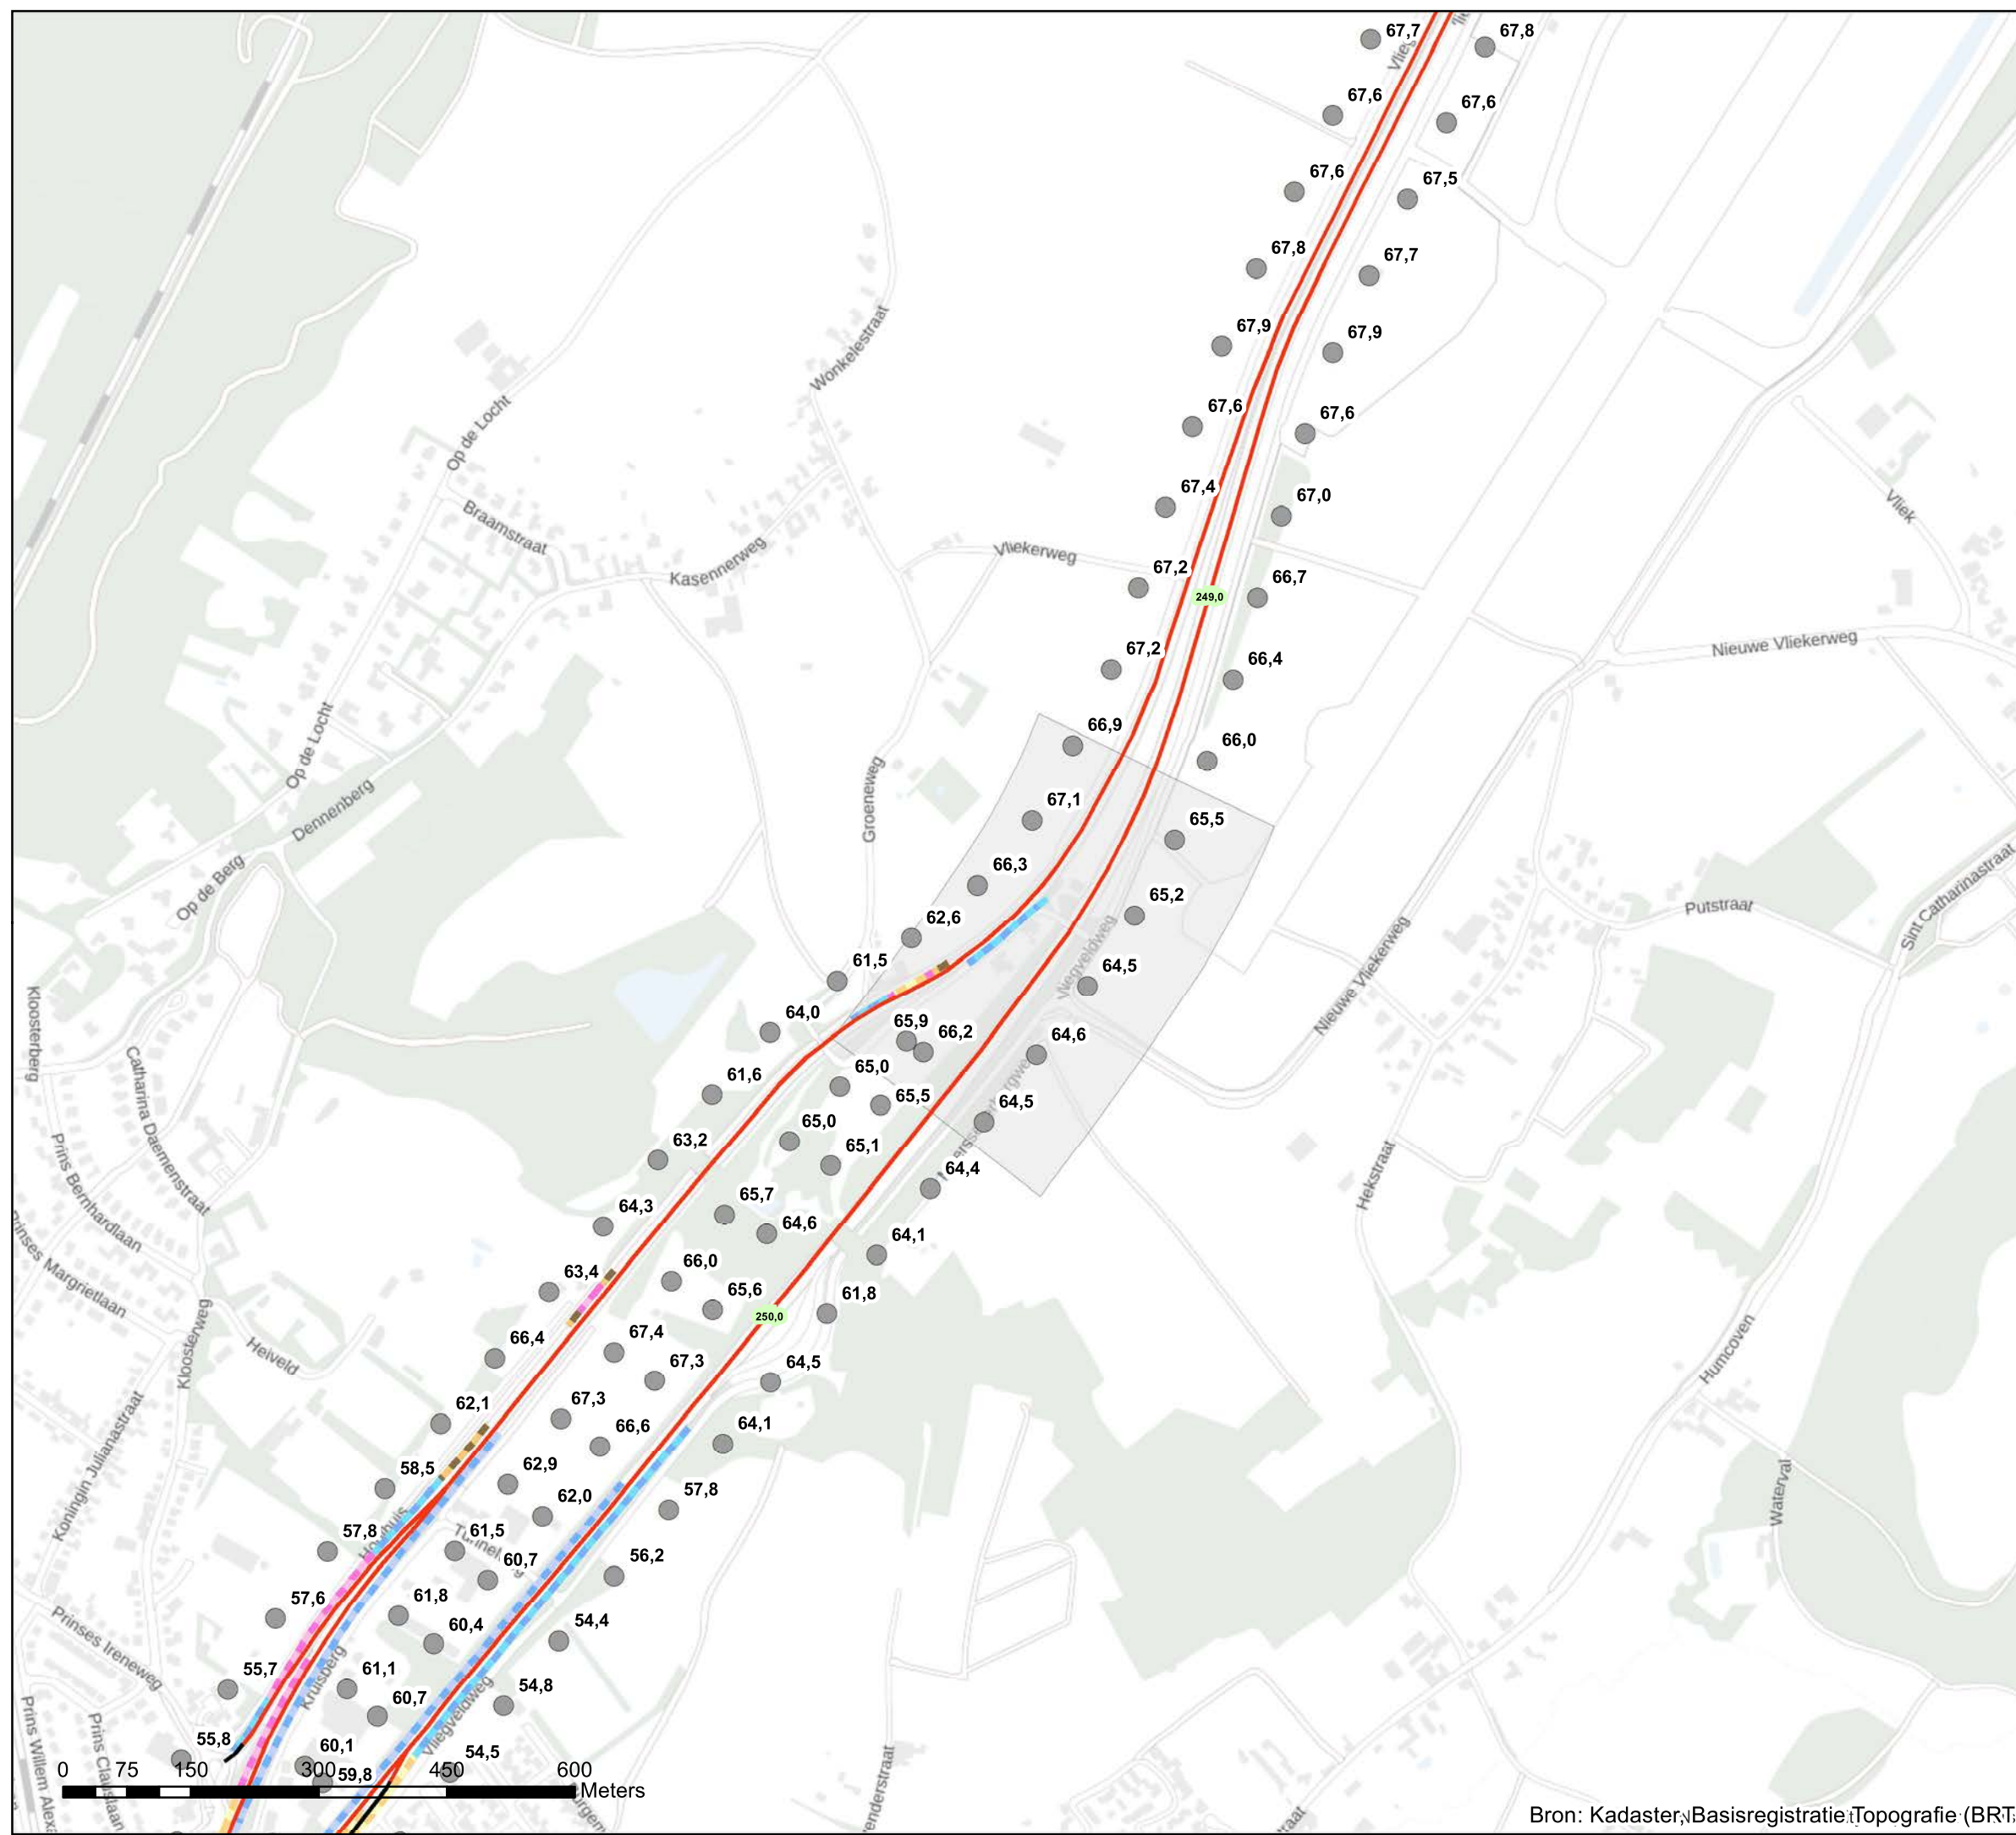 67,7
67,8
67,6
67,6
67,6
67,5
67,8
67,7
67,9
67,9
Wonkelestraat
67,6
67,6
Op de Locht
67,4
67,0
Vliek
Braamstraat
Kasennerweg
Vliekerweg
67,2
66,7
249,0
67,2
66,4
Nieuwe Vliekerweg
66,9
66,0
Op de Locht
Dennenberg
Groeneweg
67,1
65,5
Op de Berg
66,3
65,2
Putstraat
Sint Catharinastraat
62,6
Vliegveldweg
Nieuwe Vliekerweg
61,5
64,5
64,0
65,9
66,2
64,6
Kloosterberg
Catharina Daemenstraat
61,6
65,0
65,5
64,5
63,2
65,0
65,1
64,4
Prins Bernhardlaan
Hekstraat
64,3
65,7
64,6
64,1
Prinses Margrietlaan
63,4
66,0
65,6
250,0
61,8
Kloosterweg
Heiveld
66,4
67,4
67,3
64,5
Humcoven
62,1
67,3
66,6
64,1
Koningin Julianastraat
58,5
62,9
62,0
57,8
Waterval
57,8
61,5
60,7
56,2
57,6
61,8
60,4
54,4
Prinses Ireneweg
Kruisberg
55,7
61,1
60,7
54,8
Vliegveldweg
55,8
60,1
59,8
54,5
0 75 150 300 450 600
Meters
Bron: Kadaster, Basisregistratie Topografie (BRT